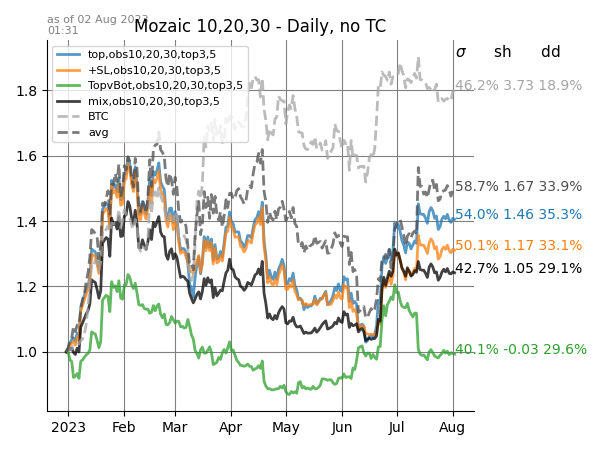 as of 02 Aug 2023
01:31
Mozaic 10,20,30 - Daily, no TC
top,obs10,20,30,top3,5
+SL,obs10,20,30,top3,5
TopvBot,obs10,20,30,top3,5
mix,obs10,20,30,top3,5
BTC
avg
σ sh dd
46.2% 3.73 18.9%
58.7% 1.67 33.9%
54.0% 1.46 35.3%
50.1% 1.17 33.1%
42.7% 1.05 29.1%
40.1% -0.03 29.6%
1.8
1.6
1.4
1.2
1.0
2023 Feb Mar Apr May Jun Jul Aug